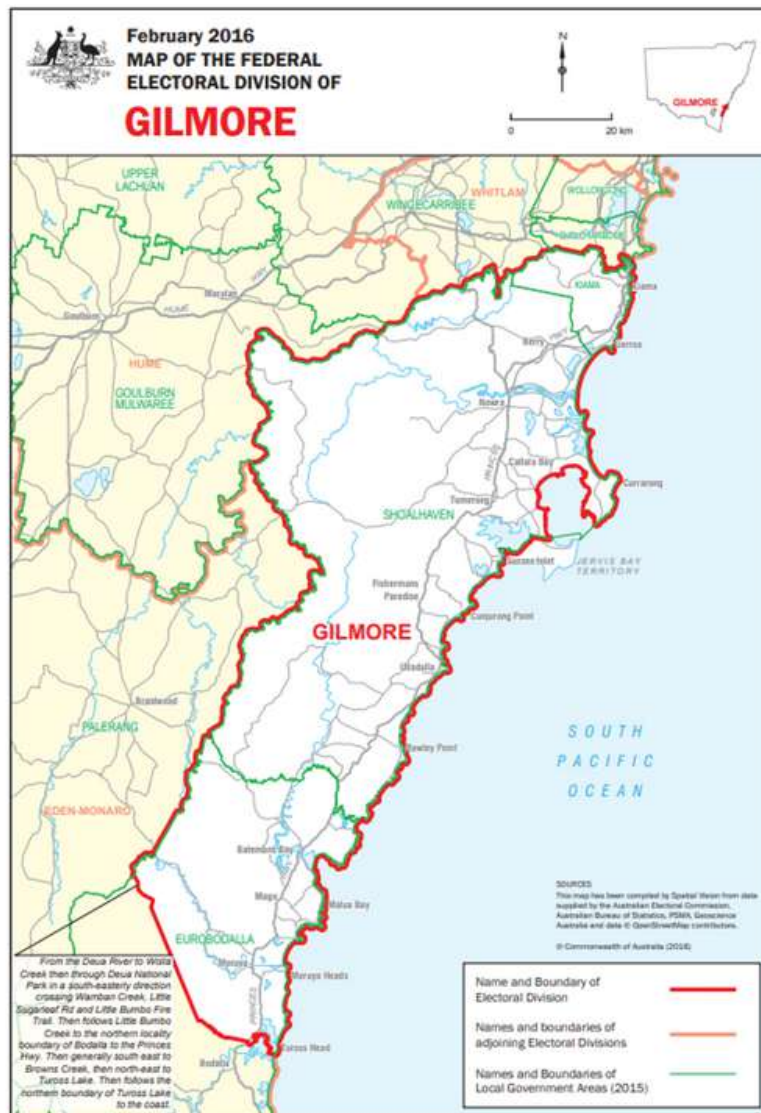 February 2016
MAP OF THE FEDERAL
ELECTORAL DIVISION OF
GILMORE
N
0
20 km
GILMORE
UPPER
LACHLAN
WHITLAM
WINGECARRIBEE
KIAMA
Kiama
HUME
HWY
Marulan
Goulburn
HUME
GOULBURN
MULWAREE
Berry
Gerroa
Nowra
PRINCES
Callala Bay
Currarong
Tomerong
SHOALHAVEN
Sussex Inlet
JERVIS BAY
TERRITORY
Fishermans
Paradise
Cunjurong Point
GILMORE
Ulladulla
Braidwood
PALERANG
Bawley Point
SOUTH
PACIFIC
OCEAN
EDEN-MONARO
Batemans Bay
Mogo
Malua Bay
EUROBODALLA
Moruya
Moruya Heads
PRINCES
Tuross Head
Bodalla
From the Deua River to Wolla
Creek then through Deua National
Park in a south-easterly direction
crossing Wamban Creek, Little
Sugarleaf Rd and Little Bumbo Fire
Trail. Then follows Little Bumbo
Creek to the northern locality
boundary of Bodalla to the Princes
Hwy. Then generally south east to
Browns Creek, then north-east to
Tuross Lake. Then follows the
northern boundary of Tuross Lake
to the coast.
SOURCES
This map has been compiled by Spatial Vision from data
supplied by the Australian Electoral Commission,
Australian Bureau of Statistics, PSMA, Geoscience
Australia and data © OpenStreetMap contributors.
© Commonwealth of Australia (2016)
Name and Boundary of
Electoral Division
Names and boundaries of
adjoining Electoral Divisions
Names and Boundaries of
Local Government Areas (2015)